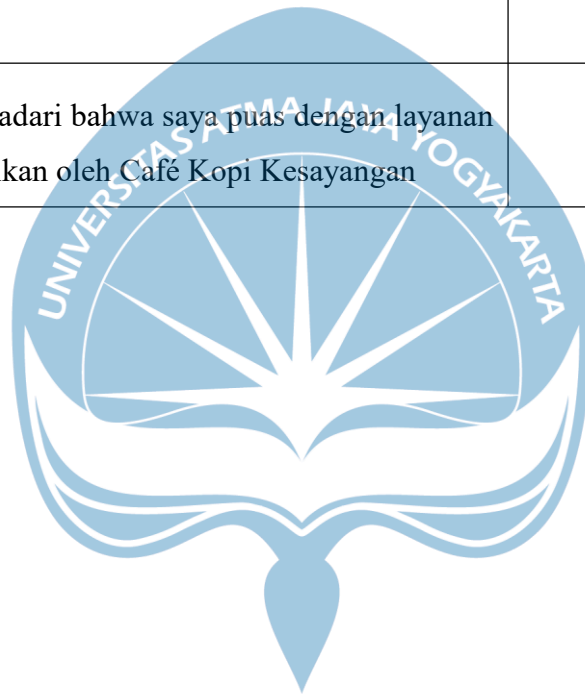 adari bahwa saya puas dengan layanan
kan oleh Café Kopi Kesayangan
UNIVERSITAS ATMA JAYA YOGYAKARTA